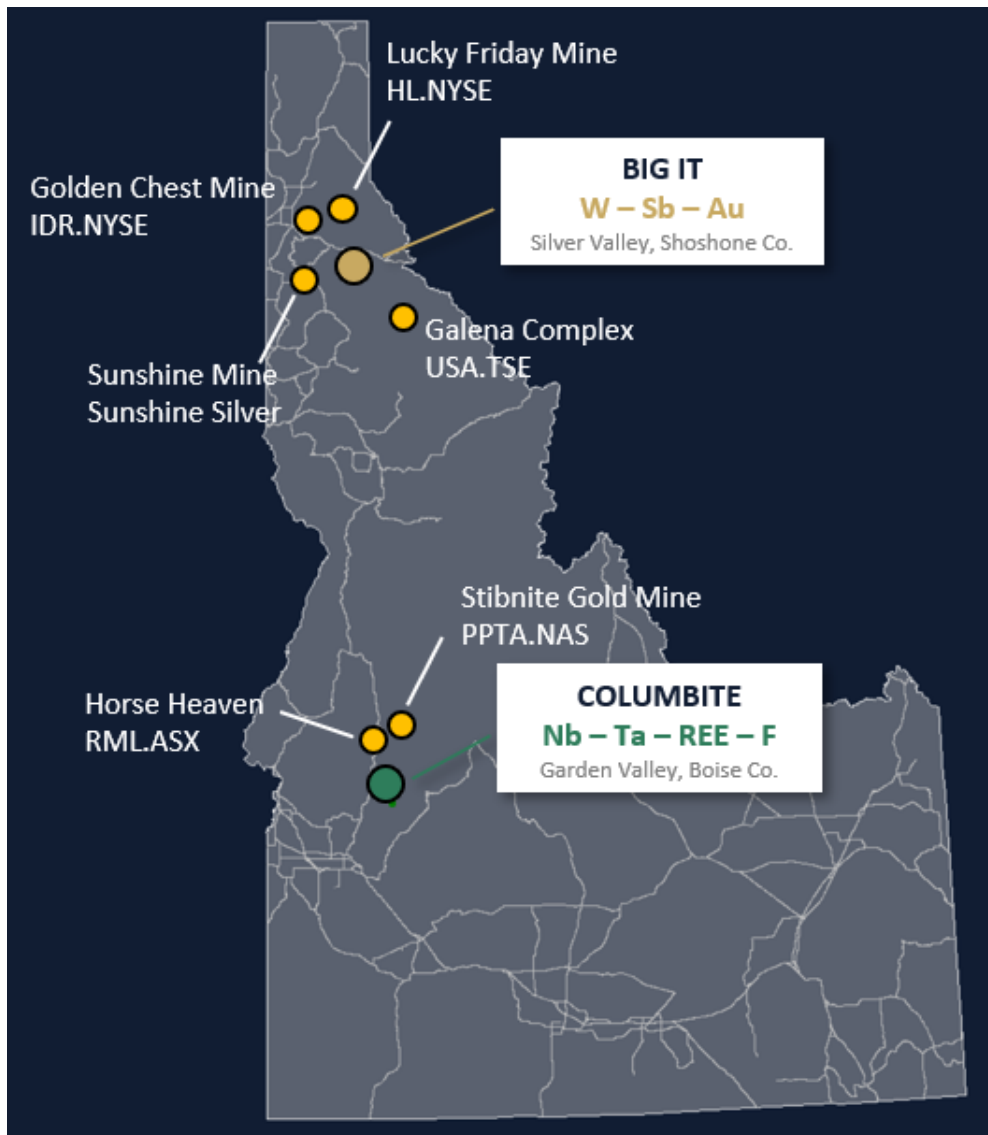 Lucky Friday Mine
HL.NYSE
BIG IT
W – Sb – Au
Silver Valley, Shoshone Co.
Golden Chest Mine
IDR.NYSE
Galena Complex
USA.TSE
Sunshine Mine
Sunshine Silver
Stibnite Gold Mine
PPTA.NAS
COLUMBITE
Nb – Ta – REE – F
Garden Valley, Boise Co.
Horse Heaven
RML.ASX